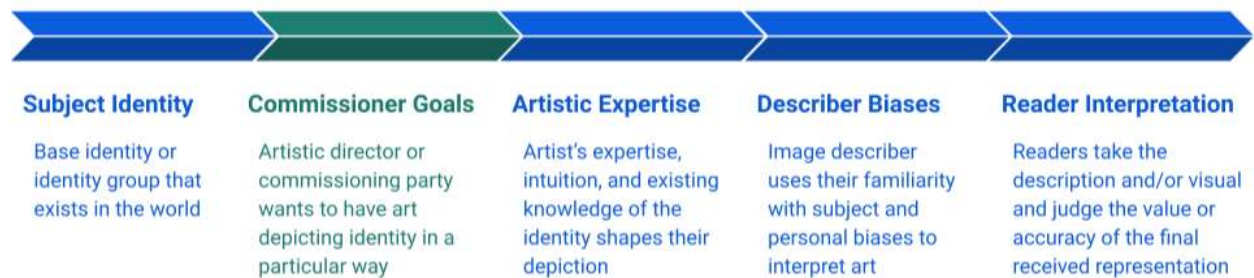 Subject Identity
Base identity or
identity group that
exists in the world
Commissioner Goals
Artistic director or
commissioning party
wants to have art
depicting identity in a
particular way
Artistic Expertise
Artist's expertise,
intuition, and existing
knowledge of the
identity shapes their
depiction
Describer Biases
Image describer
uses their familiarity
with subject and
personal biases to
interpret art
Reader Interpretation
Readers take the
description and/or visual
and judge the value or
accuracy of the final
received representation